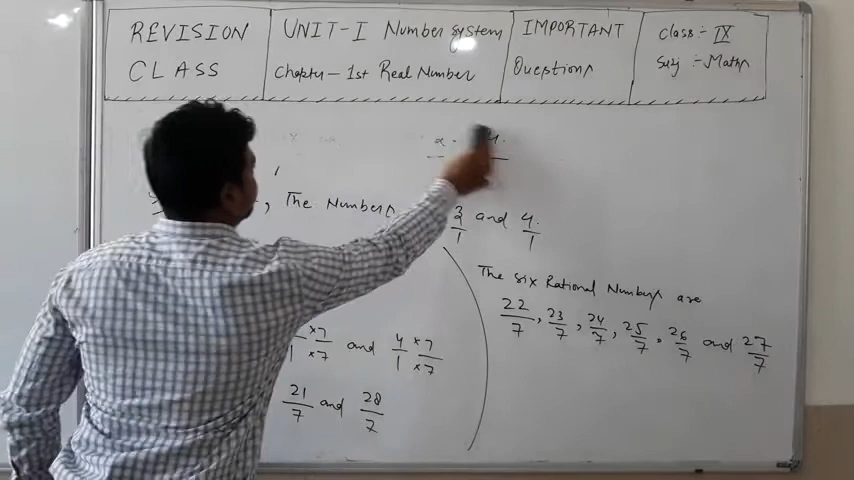 REVISION CLASS
UNIT-I Number System
Chapter - 1st Real Number
IMPORTANT Questions
Class :- IX
Subj :- Maths
, The Numbers 3/1 and 4/1
1 ×7/×7 and 4/1 ×7/×7
21/7 and 28/7
The six Rational Numbers are
22/7, 23/7, 24/7, 25/7, 26/7 and 27/7